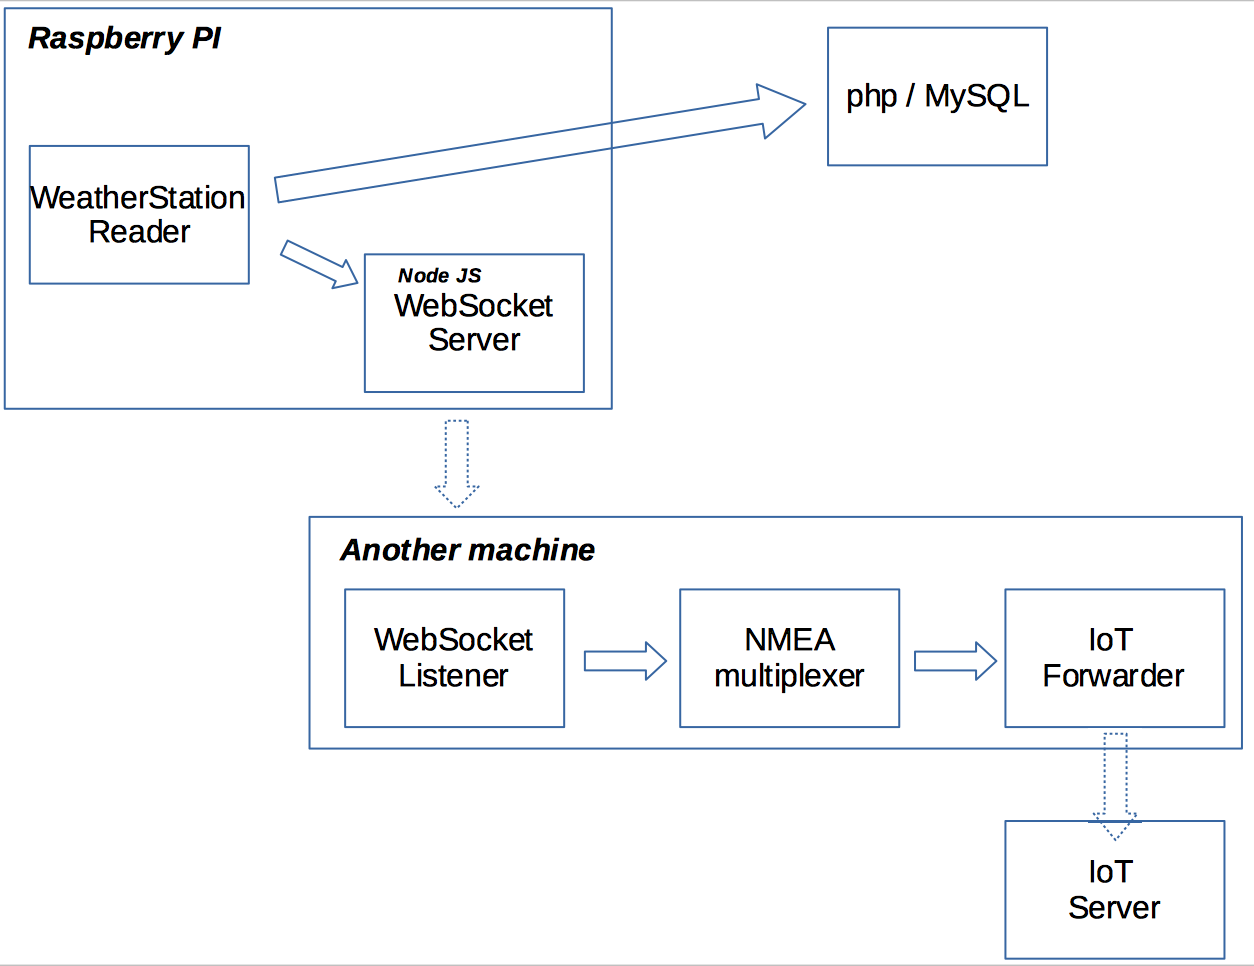 Raspberry PI
php / MySQL
WeatherStation
Reader
Node JS
WebSocket
Server
Another machine
WebSocket
Listener
NMEA
multiplexer
IoT
Forwarder
IoT
Server